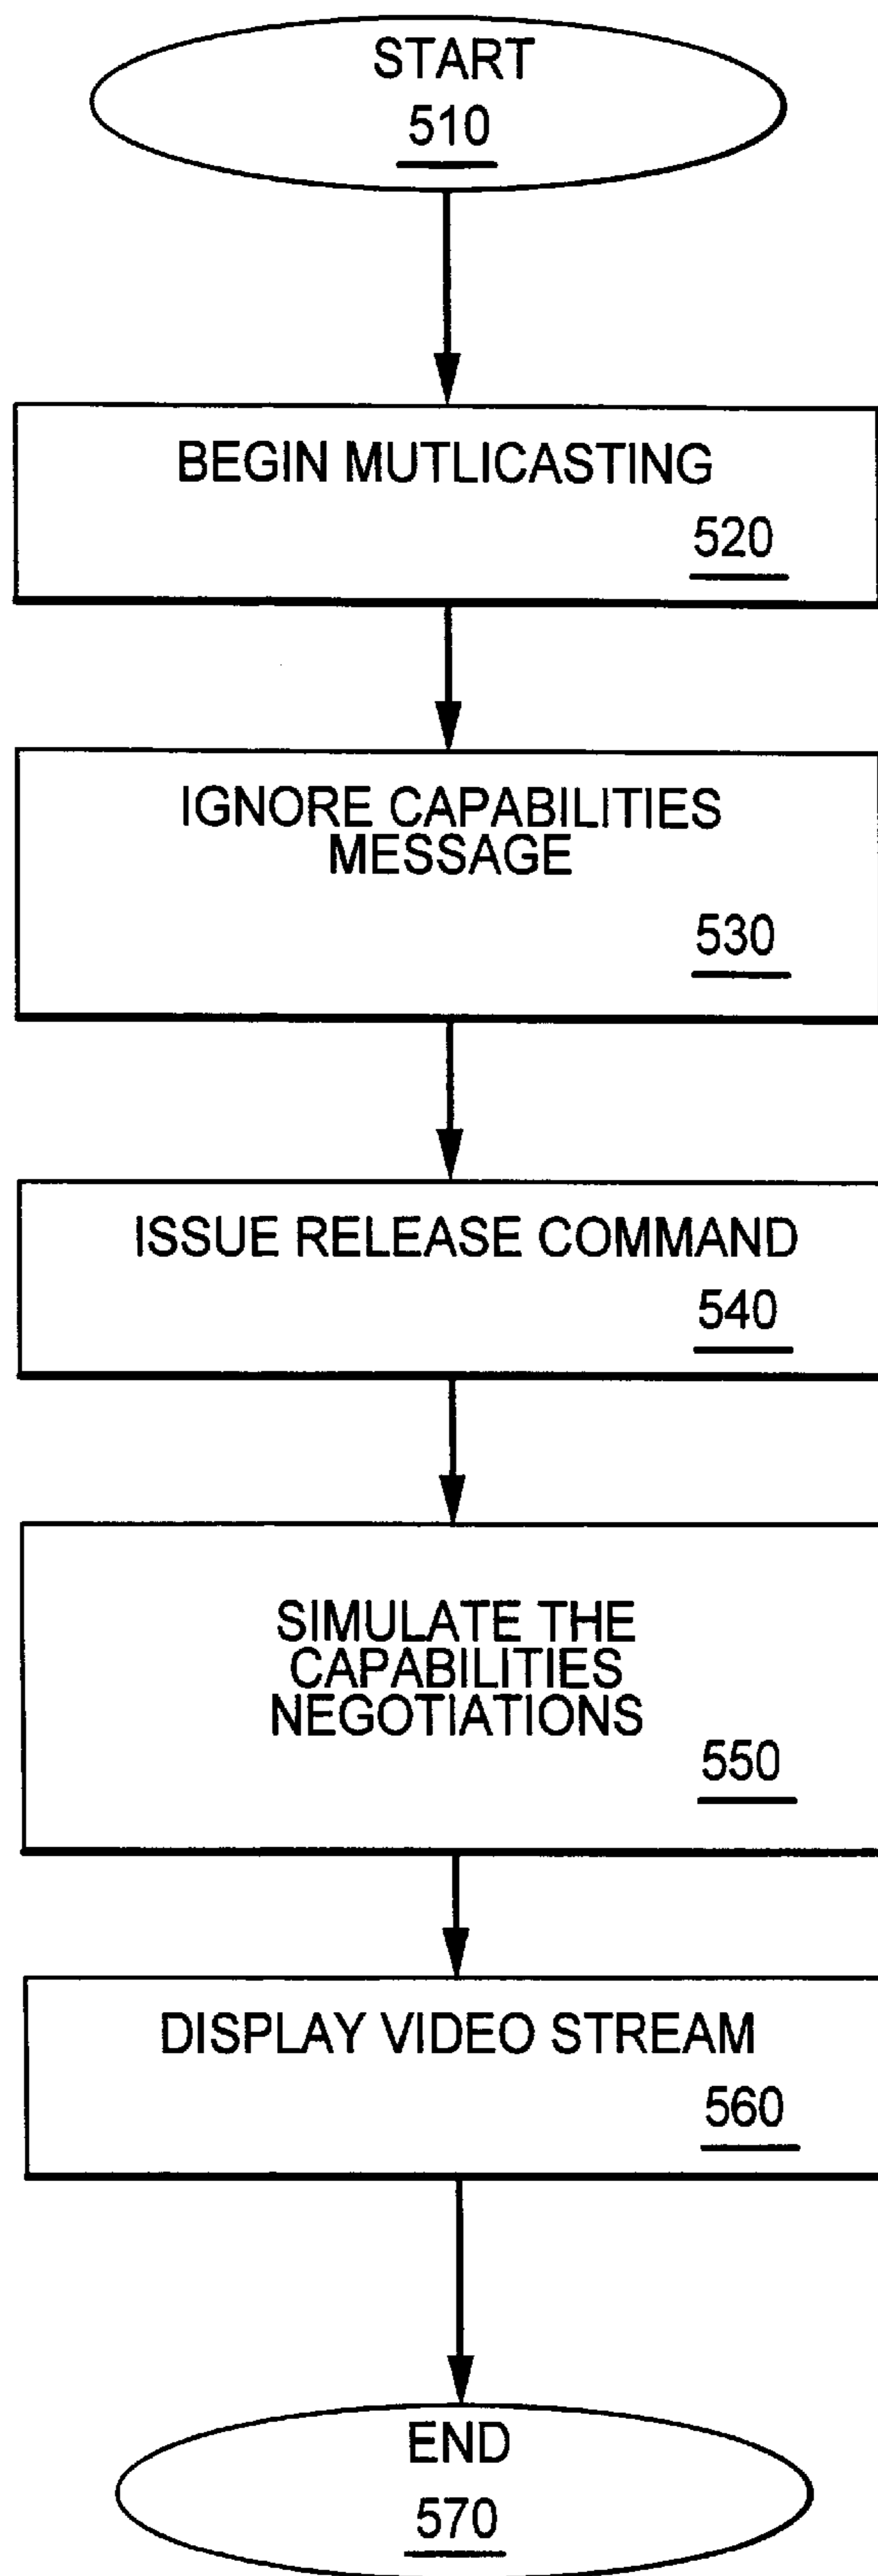 START
510
BEGIN MUTLICASTING
520
IGNORE CAPABILITIES
MESSAGE
530
ISSUE RELEASE COMMAND
540
SIMULATE THE
CAPABILITIES
NEGOTIATIONS
550
DISPLAY VIDEO STREAM
560
END
570